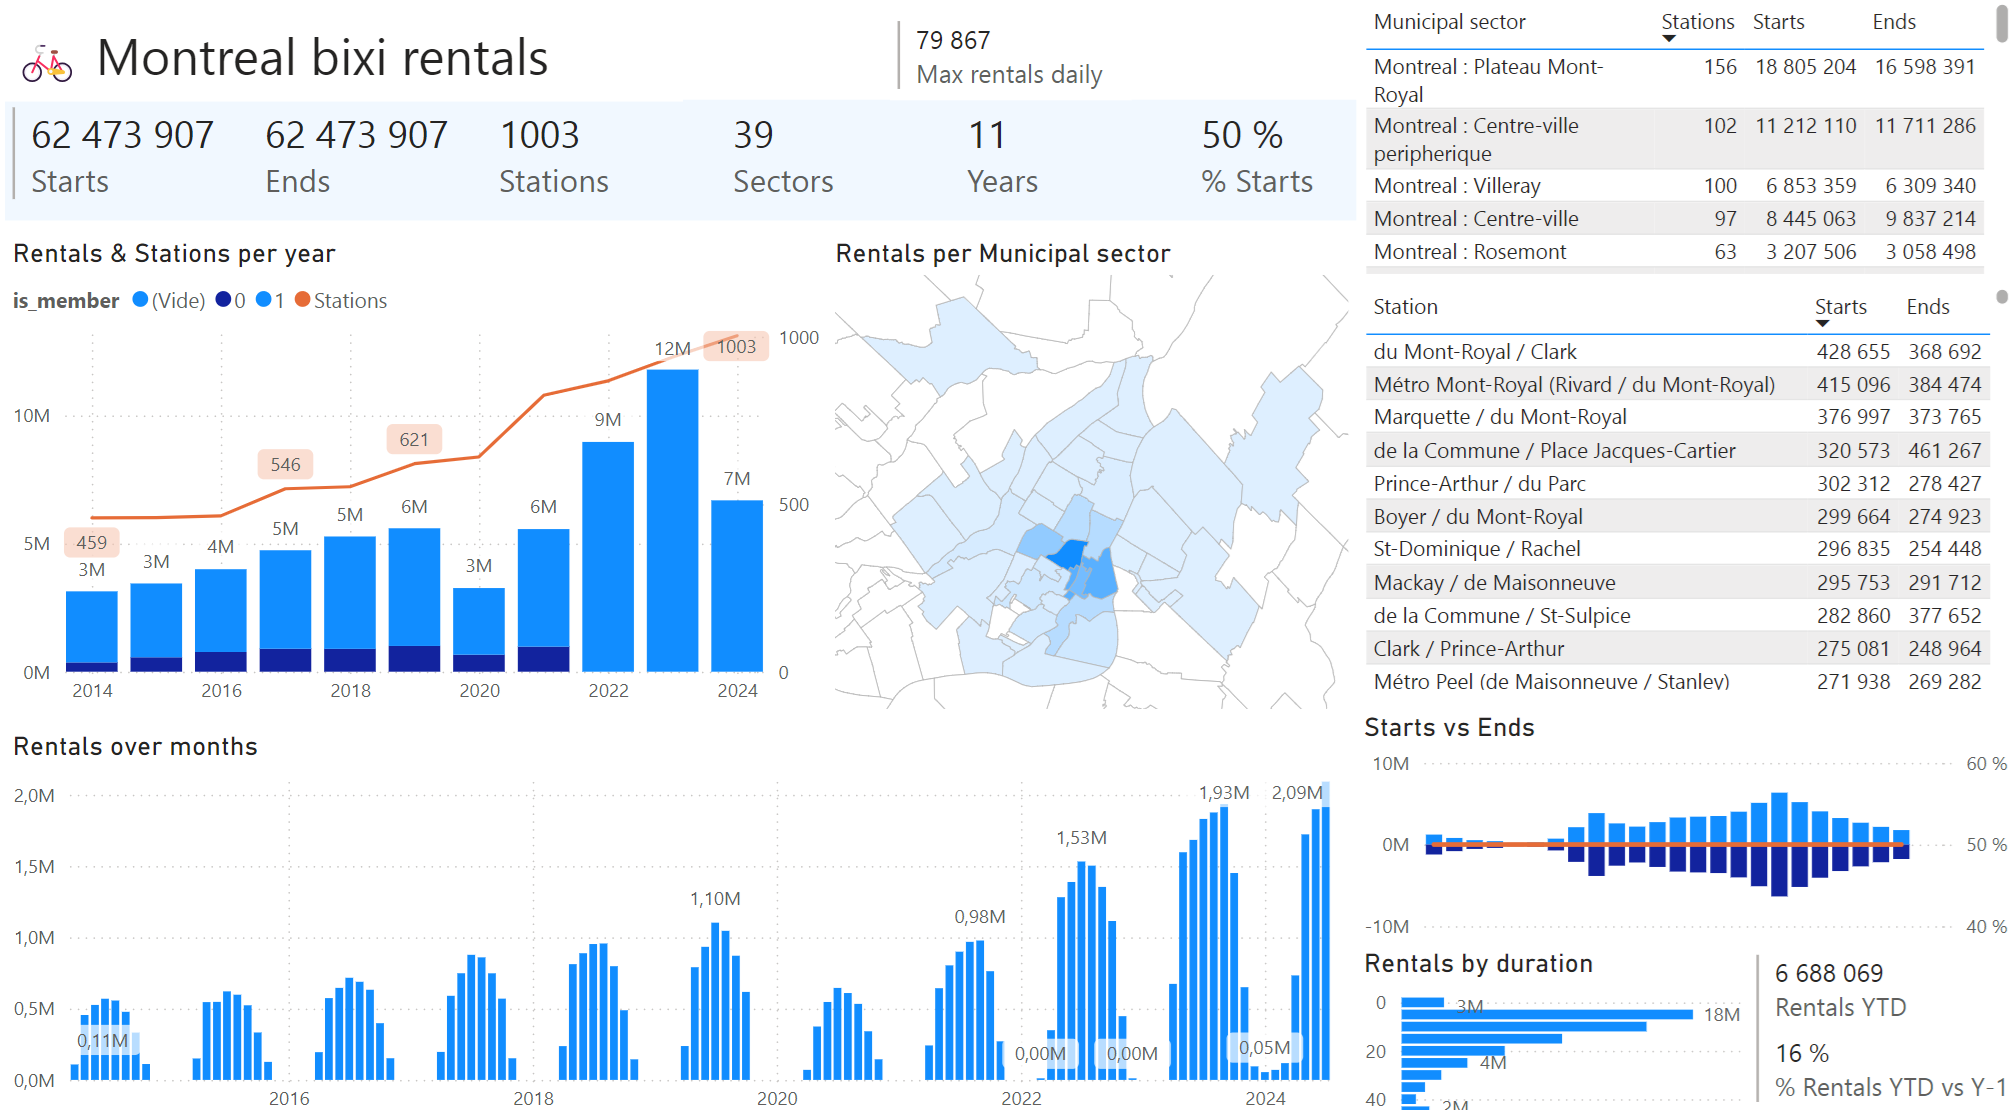 Montreal bixi rentals
79 867
Max rentals daily
62 473 907
Starts
62 473 907
Ends
1003
Stations
39
Sectors
11
Years
50 %
% Starts
Rentals & Stations per year
is_member (Vide) 0 1 Stations
10M
5M
0M
1000
500
0
459
546
621
1003
3M
3M
4M
5M
5M
6M
3M
6M
9M
12M
7M
2014
2016
2018
2020
2022
2024
Rentals per Municipal sector
Rentals over months
2,0M
1,5M
1,0M
0,5M
0,0M
0,11M
1,10M
0,98M
0,00M
1,53M
0,00M
1,93M
0,05M
2,09M
2016
2018
2020
2022
2024
Municipal sector Stations Starts Ends
Montreal : Plateau Mont-
Royal 156 18 805 204 16 598 391
Montreal : Centre-ville
peripherique 102 11 212 110 11 711 286
Montreal : Villeray 100 6 853 359 6 309 340
Montreal : Centre-ville 97 8 445 063 9 837 214
Montreal : Rosemont 63 3 207 506 3 058 498
Station Starts Ends
du Mont-Royal / Clark 428 655 368 692
Métro Mont-Royal (Rivard / du Mont-Royal) 415 096 384 474
Marquette / du Mont-Royal 376 997 373 765
de la Commune / Place Jacques-Cartier 320 573 461 267
Prince-Arthur / du Parc 302 312 278 427
Boyer / du Mont-Royal 299 664 274 923
St-Dominique / Rachel 296 835 254 448
Mackay / de Maisonneuve 295 753 291 712
de la Commune / St-Sulpice 282 860 377 652
Clark / Prince-Arthur 275 081 248 964
Métro Peel (de Maisonneuve / Stanley) 271 938 269 282
Starts vs Ends
10M
0M
-10M
60 %
50 %
40 %
Rentals by duration
0
20
40
3M
18M
4M
2M
6 688 069
Rentals YTD
16 %
% Rentals YTD vs Y-1